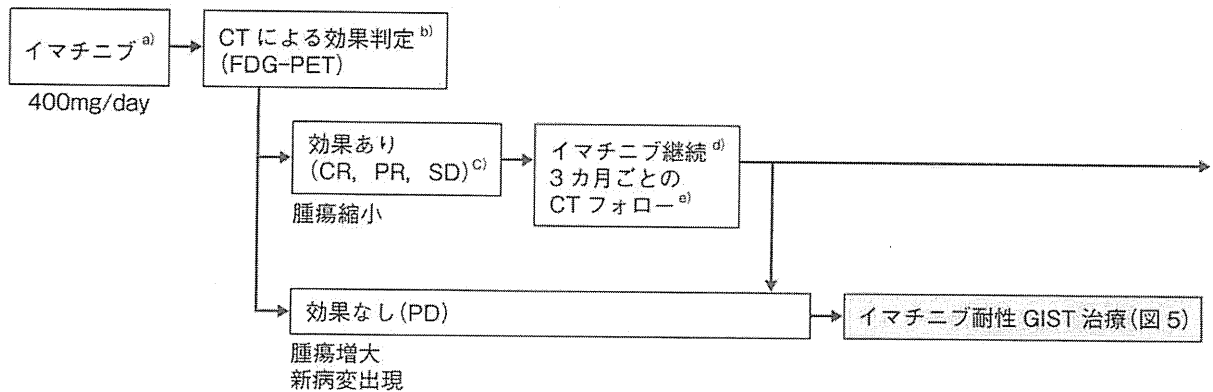 イマチニブ a)
400mg/day
CT による効果判定 b)
(FDG-PET)
効果あり
(CR, PR, SD) c)
腫瘍縮小
イマチニブ継続 d)
3 カ月ごとの
CT フォロー e)
効果なし(PD)
腫瘍増大
新病変出現
イマチニブ耐性 GIST 治療(図 5)